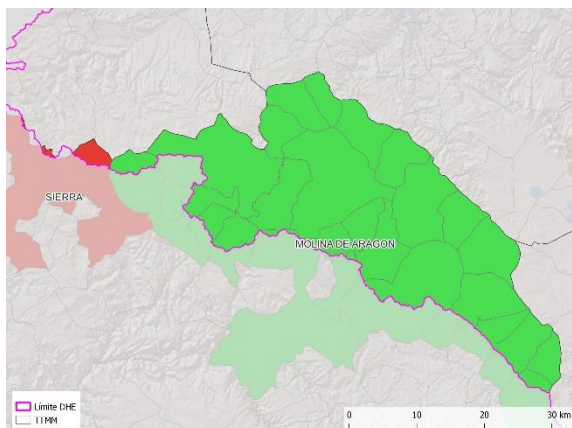 SIERRA
MOLINA DE ARAGON
Límite DHE
TTMM
0 10 20 30 km